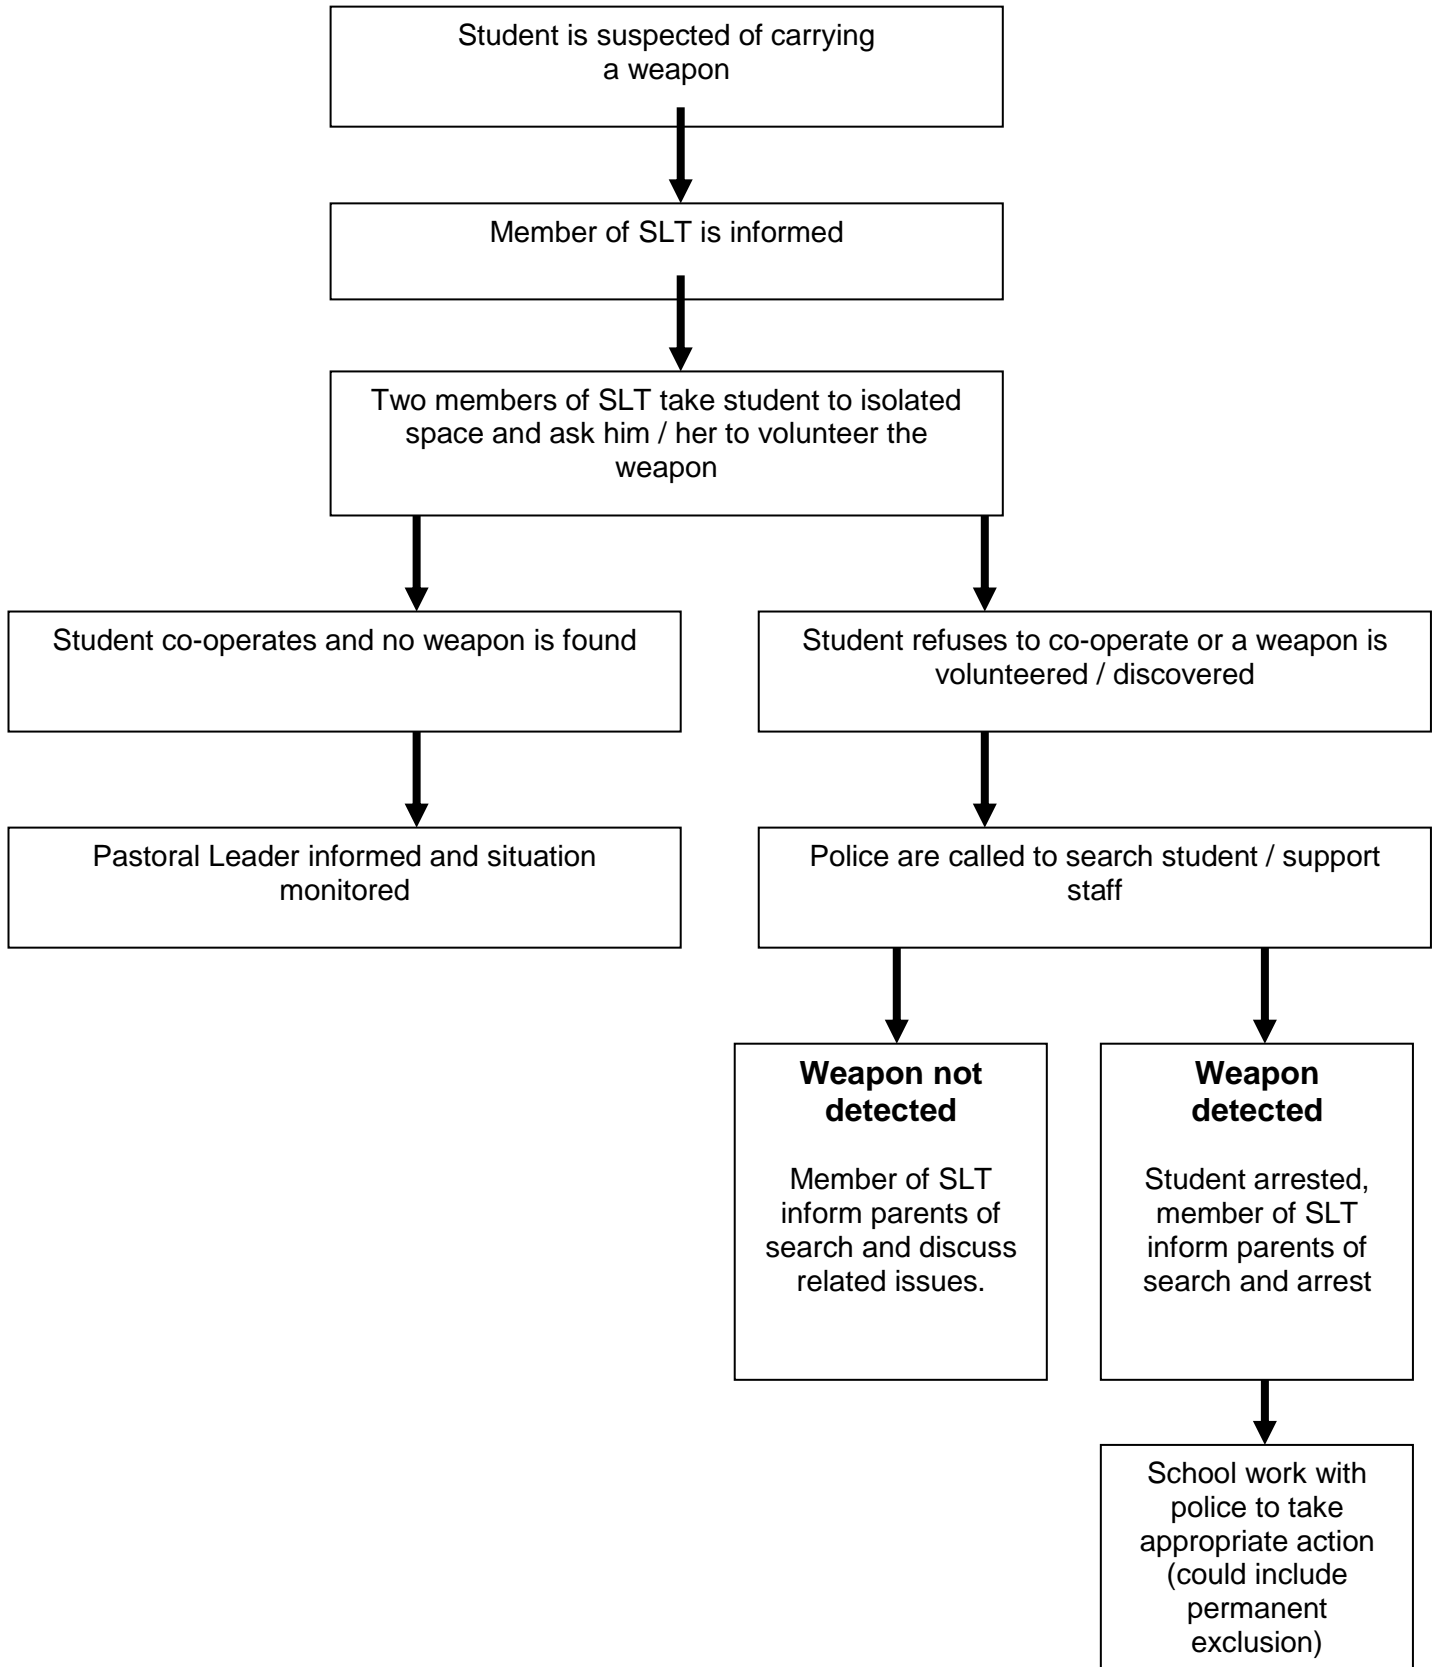 Student is suspected of carrying
a weapon
Member of SLT is informed
Two members of SLT take student to isolated
space and ask him / her to volunteer the
weapon
Student co-operates and no weapon is found
Student refuses to co-operate or a weapon is
volunteered / discovered
Pastoral Leader informed and situation
monitored
Police are called to search student / support
staff
Weapon not
detected
Member of SLT
inform parents of
search and discuss
related issues.
Weapon
detected
Student arrested,
member of SLT
inform parents of
search and arrest
School work with
police to take
appropriate action
(could include
permanent
exclusion)